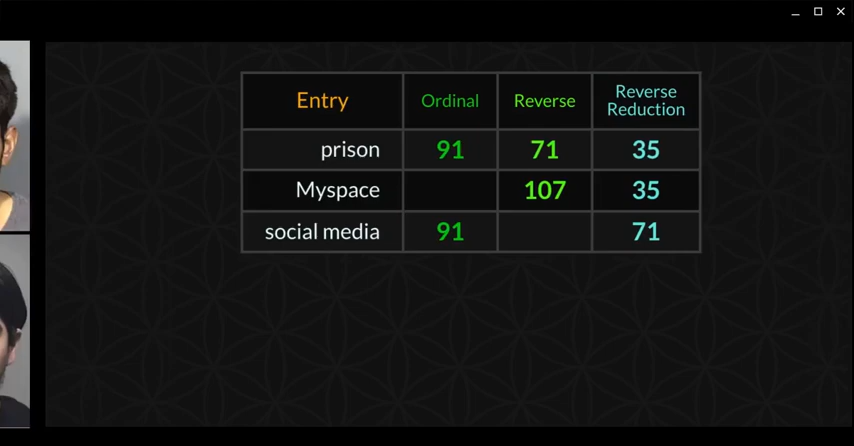 Entry Ordinal Reverse Reverse Reduction
prison 91 71 35
Myspace 107 35
social media 91 71